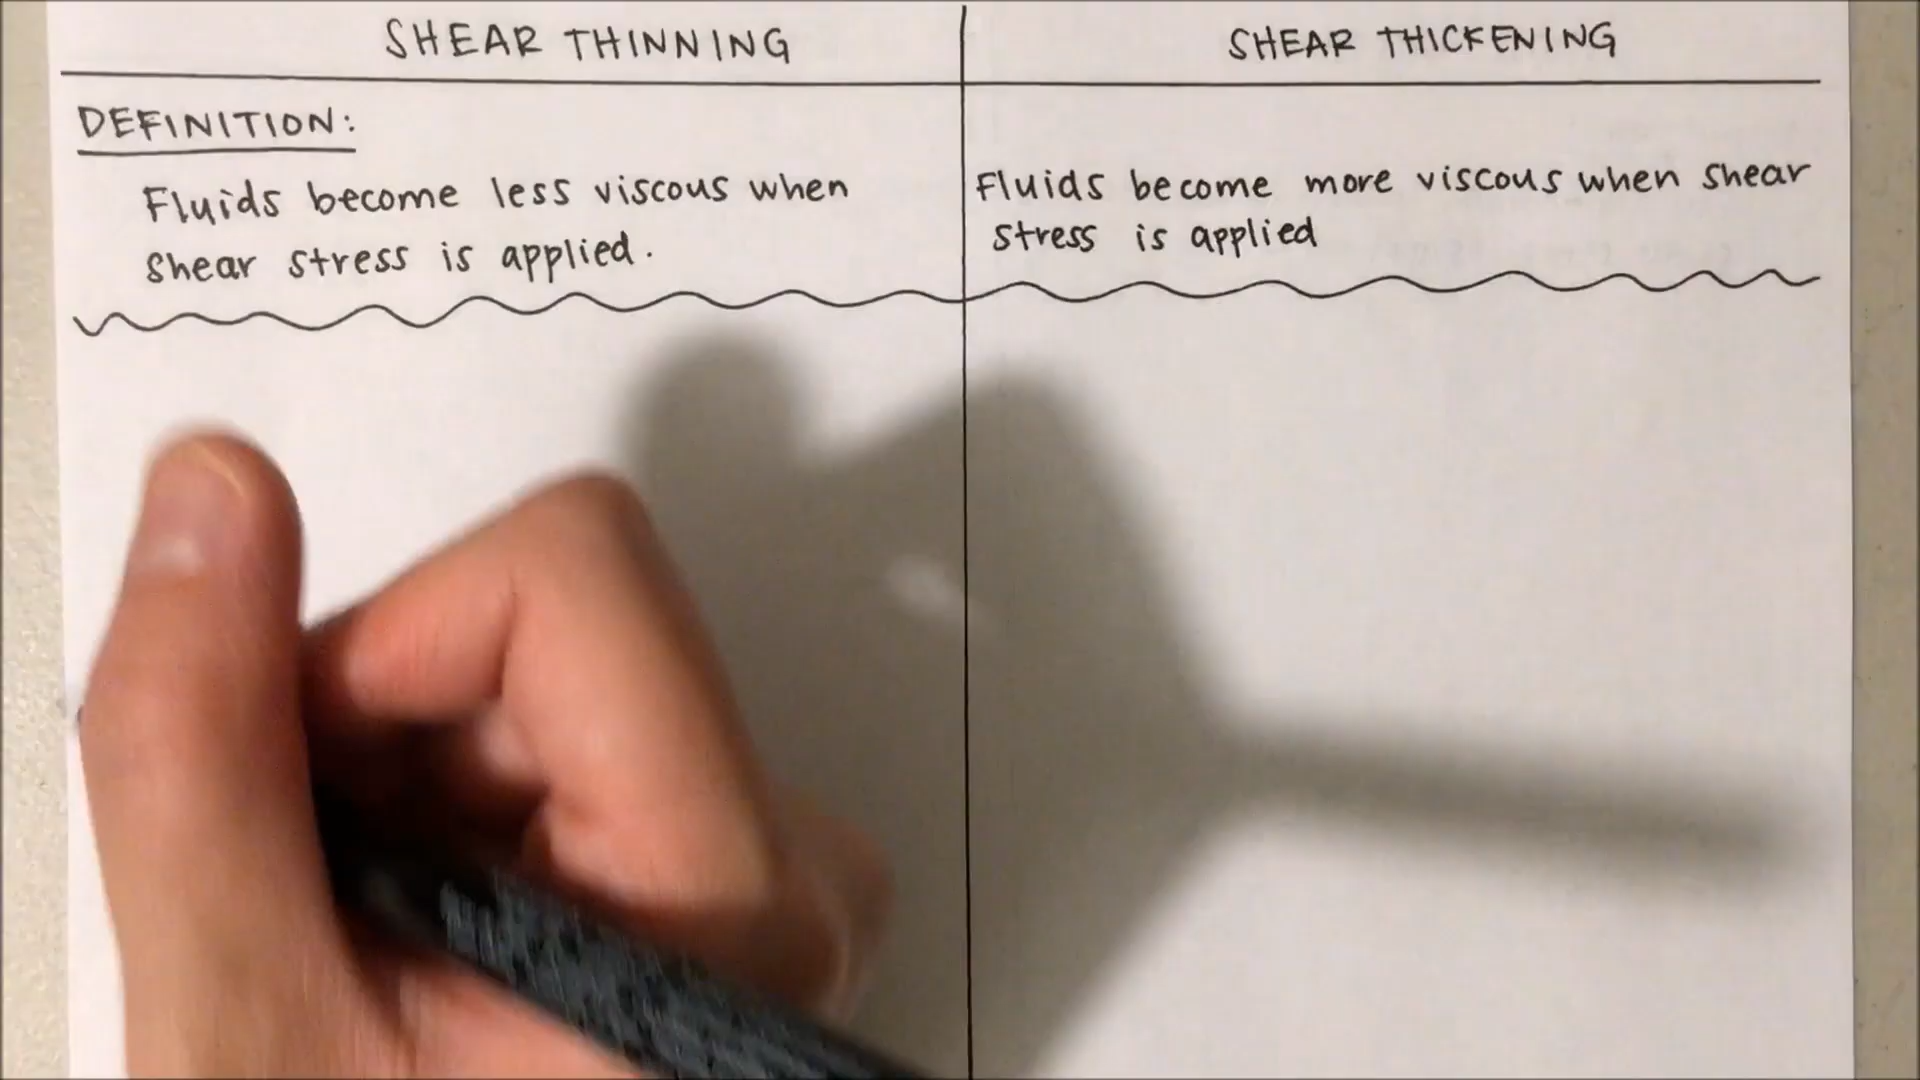 SHEAR THINNING
SHEAR THICKENING
DEFINITION:
Fluids become less viscous when
shear stress is applied.
Fluids become more viscous when shear
stress is applied